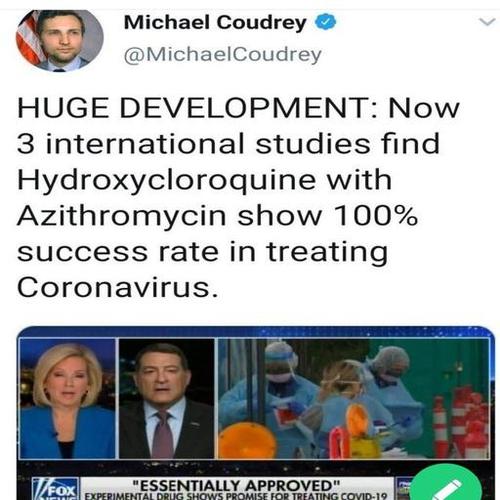 Michael Coudrey
@MichaelCoudrey
HUGE DEVELOPMENT: Now
3 international studies find
Hydroxycloroquine with
Azithromycin show 100%
success rate in treating
Coronavirus.
"ESSENTIALLY APPROVED"
FOX
NEWS
EXPERIMENTAL DRUG SHOWS PROMISE FOR TREATING COVID-19